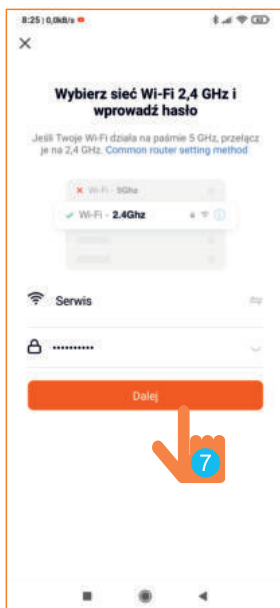 8:25 | 0,0kB/s
Wybierz sieć Wi-Fi 2,4 GHz i
wprowadź hasło
Jeśli Twoje Wi-Fi działa na paśmie 5 GHz, przełącz
je na 2,4 GHz. Common router setting method
Wi-Fi - 5Ghz
Wi-Fi - 2.4Ghz
Serwis
••••••••••
Dalej
7